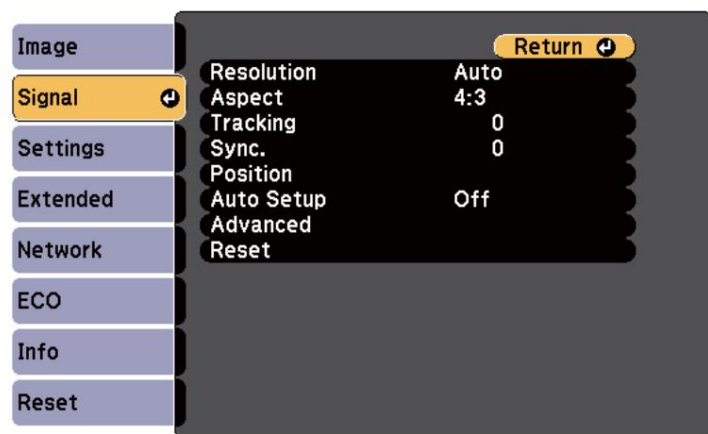 Image
Signal
Settings
Extended
Network
ECO
Info
Reset
Return
Resolution Auto
Aspect 4:3
Tracking 0
Sync. 0
Position
Auto Setup Off
Advanced
Reset